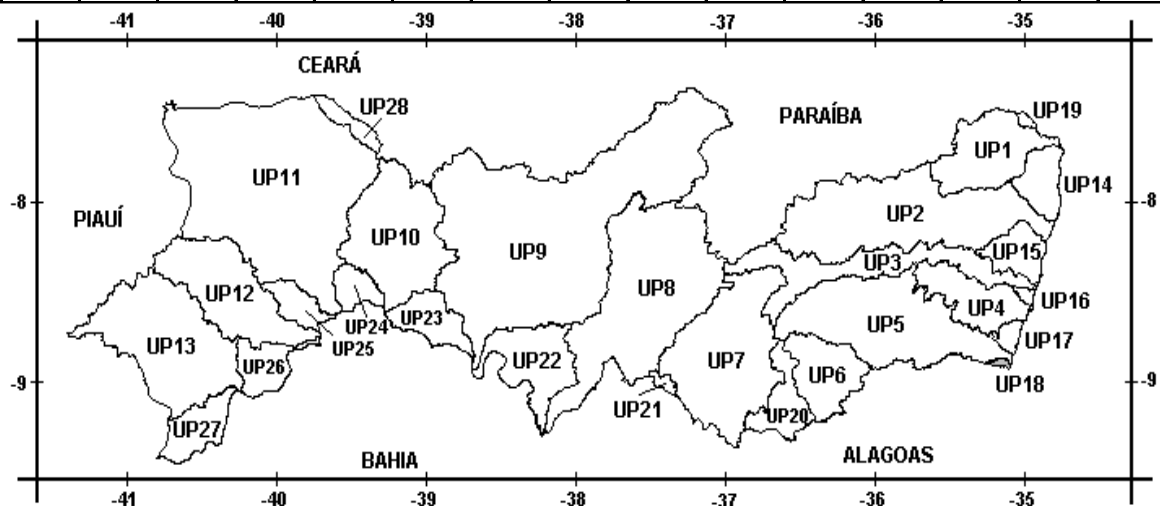 -41 -40 -39 -38 -37 -36 -35
CEARÁ
UP28
PARAÍBA
UP19
UP1
UP11
UP14
-8 -8
PIAUÍ
UP2
UP10
UP9
UP15
UP3
UP12
UP8
UP16
UP4
UP23
UP5
UP24
UP17
UP13
UP25
UP22
UP7
UP26
UP6
-9 -9
UP18
UP21
UP20
UP27
ALAGOAS
BAHIA
-41 -40 -39 -38 -37 -36 -35